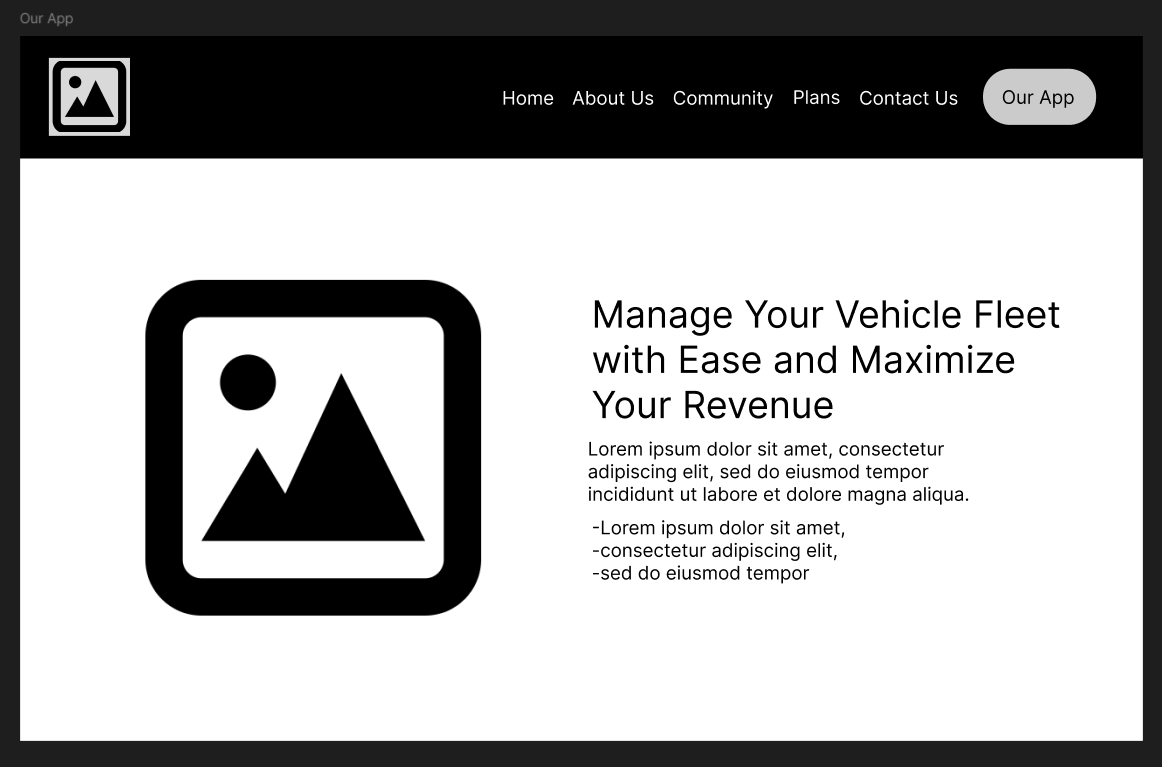 Our App
Home About Us Community Plans Contact Us Our App
Manage Your Vehicle Fleet
with Ease and Maximize
Your Revenue
Lorem ipsum dolor sit amet, consectetur
adipiscing elit, sed do eiusmod tempor
incididunt ut labore et dolore magna aliqua.
-Lorem ipsum dolor sit amet,
-consectetur adipiscing elit,
-sed do eiusmod tempor